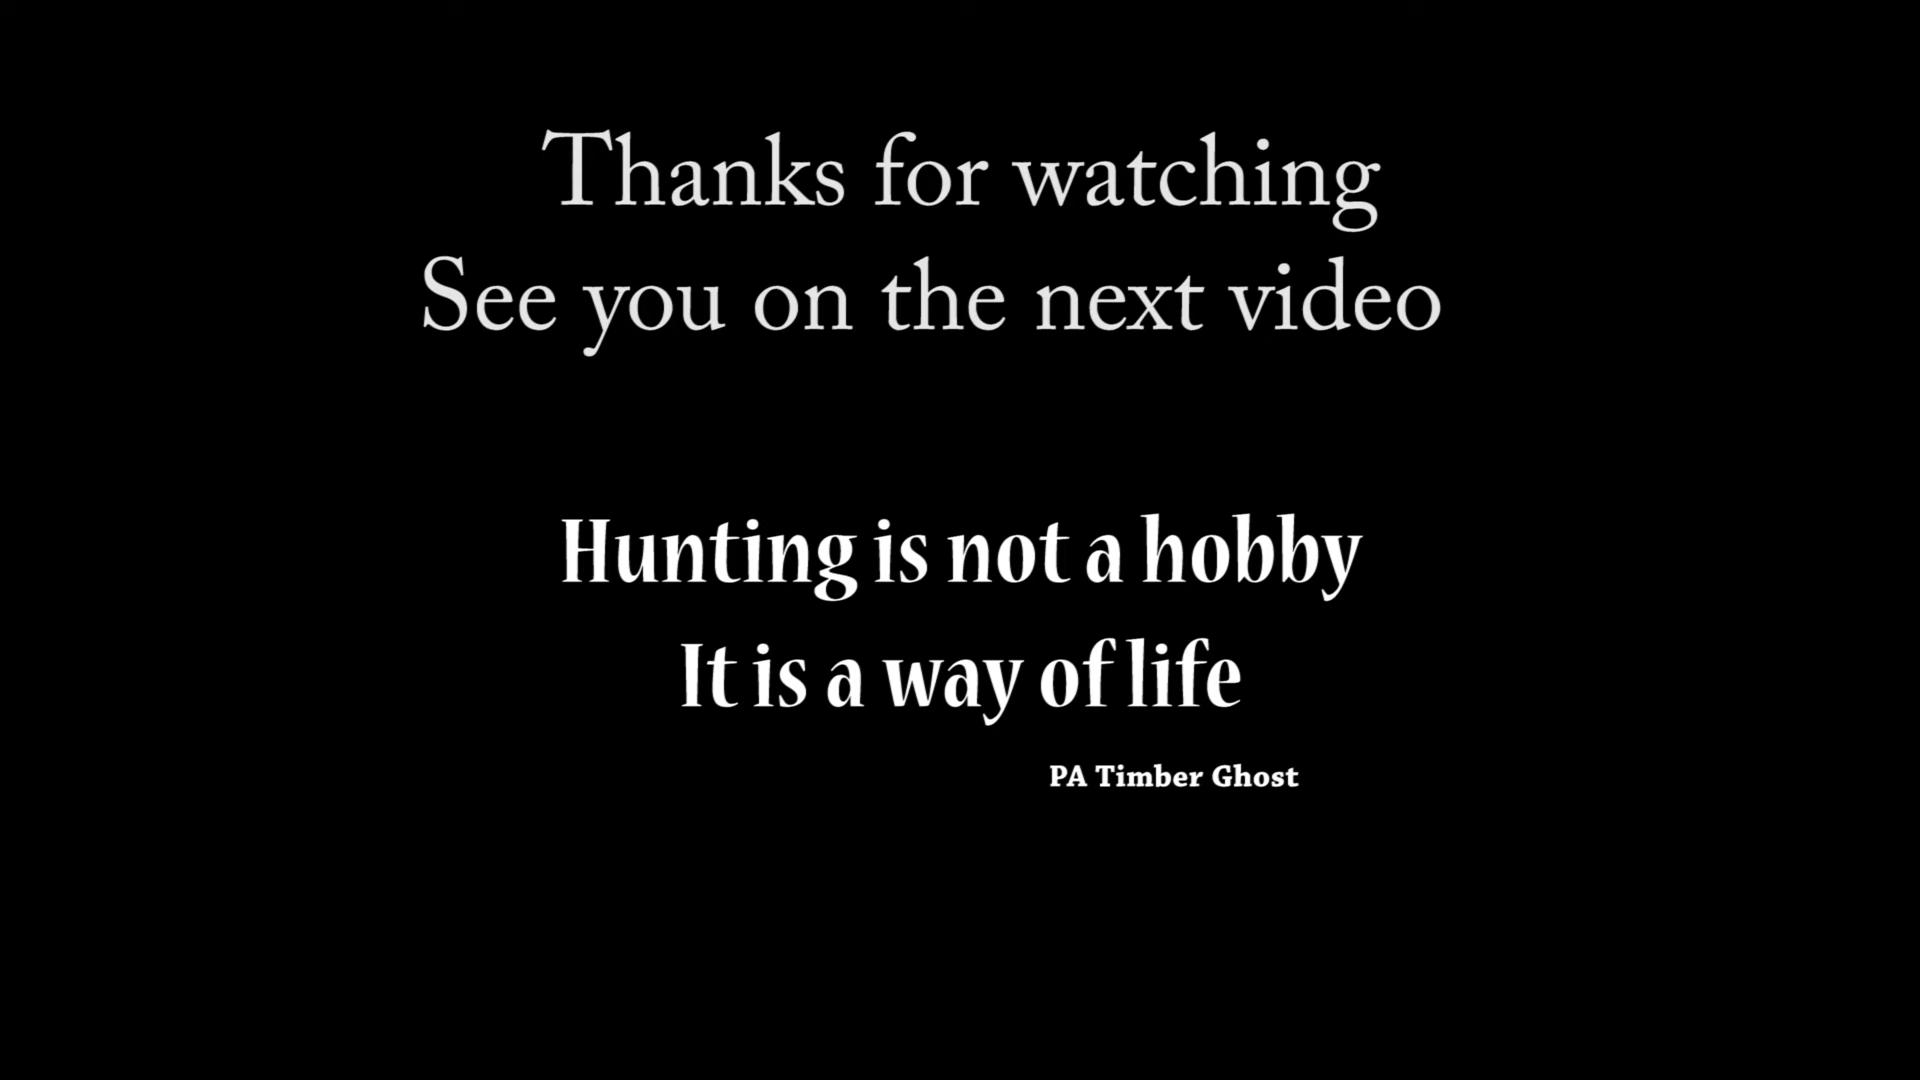 Thanks for watching
See you on the next video
Hunting is not a hobby
It is a way of life
PA Timber Ghost